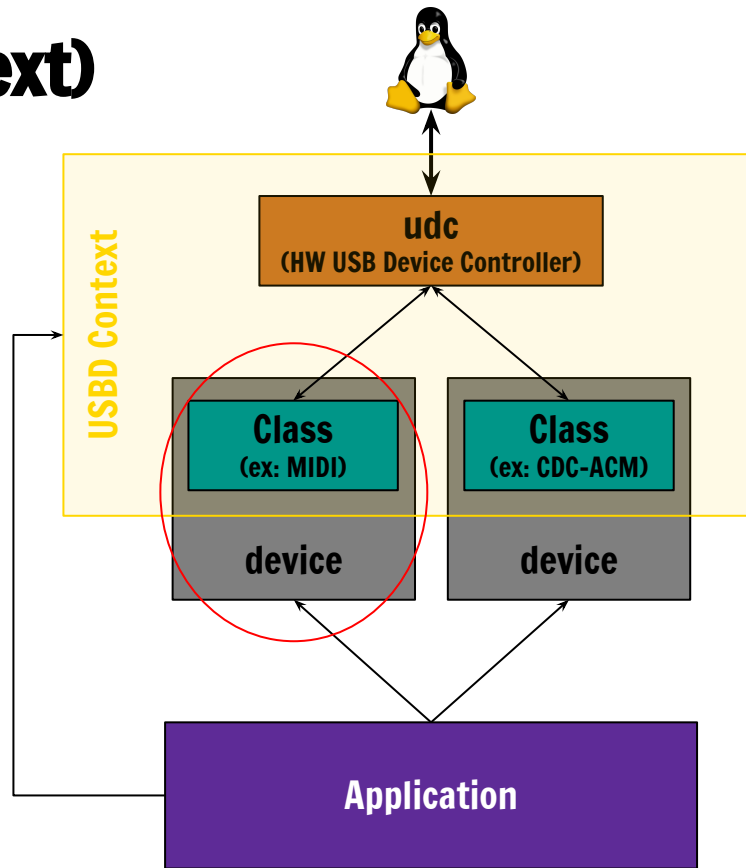 ext)
udc
(HW USB Device Controller)
USBD Context
Class
(ex: MIDI)
Class
(ex: CDC-ACM)
device
device
Application